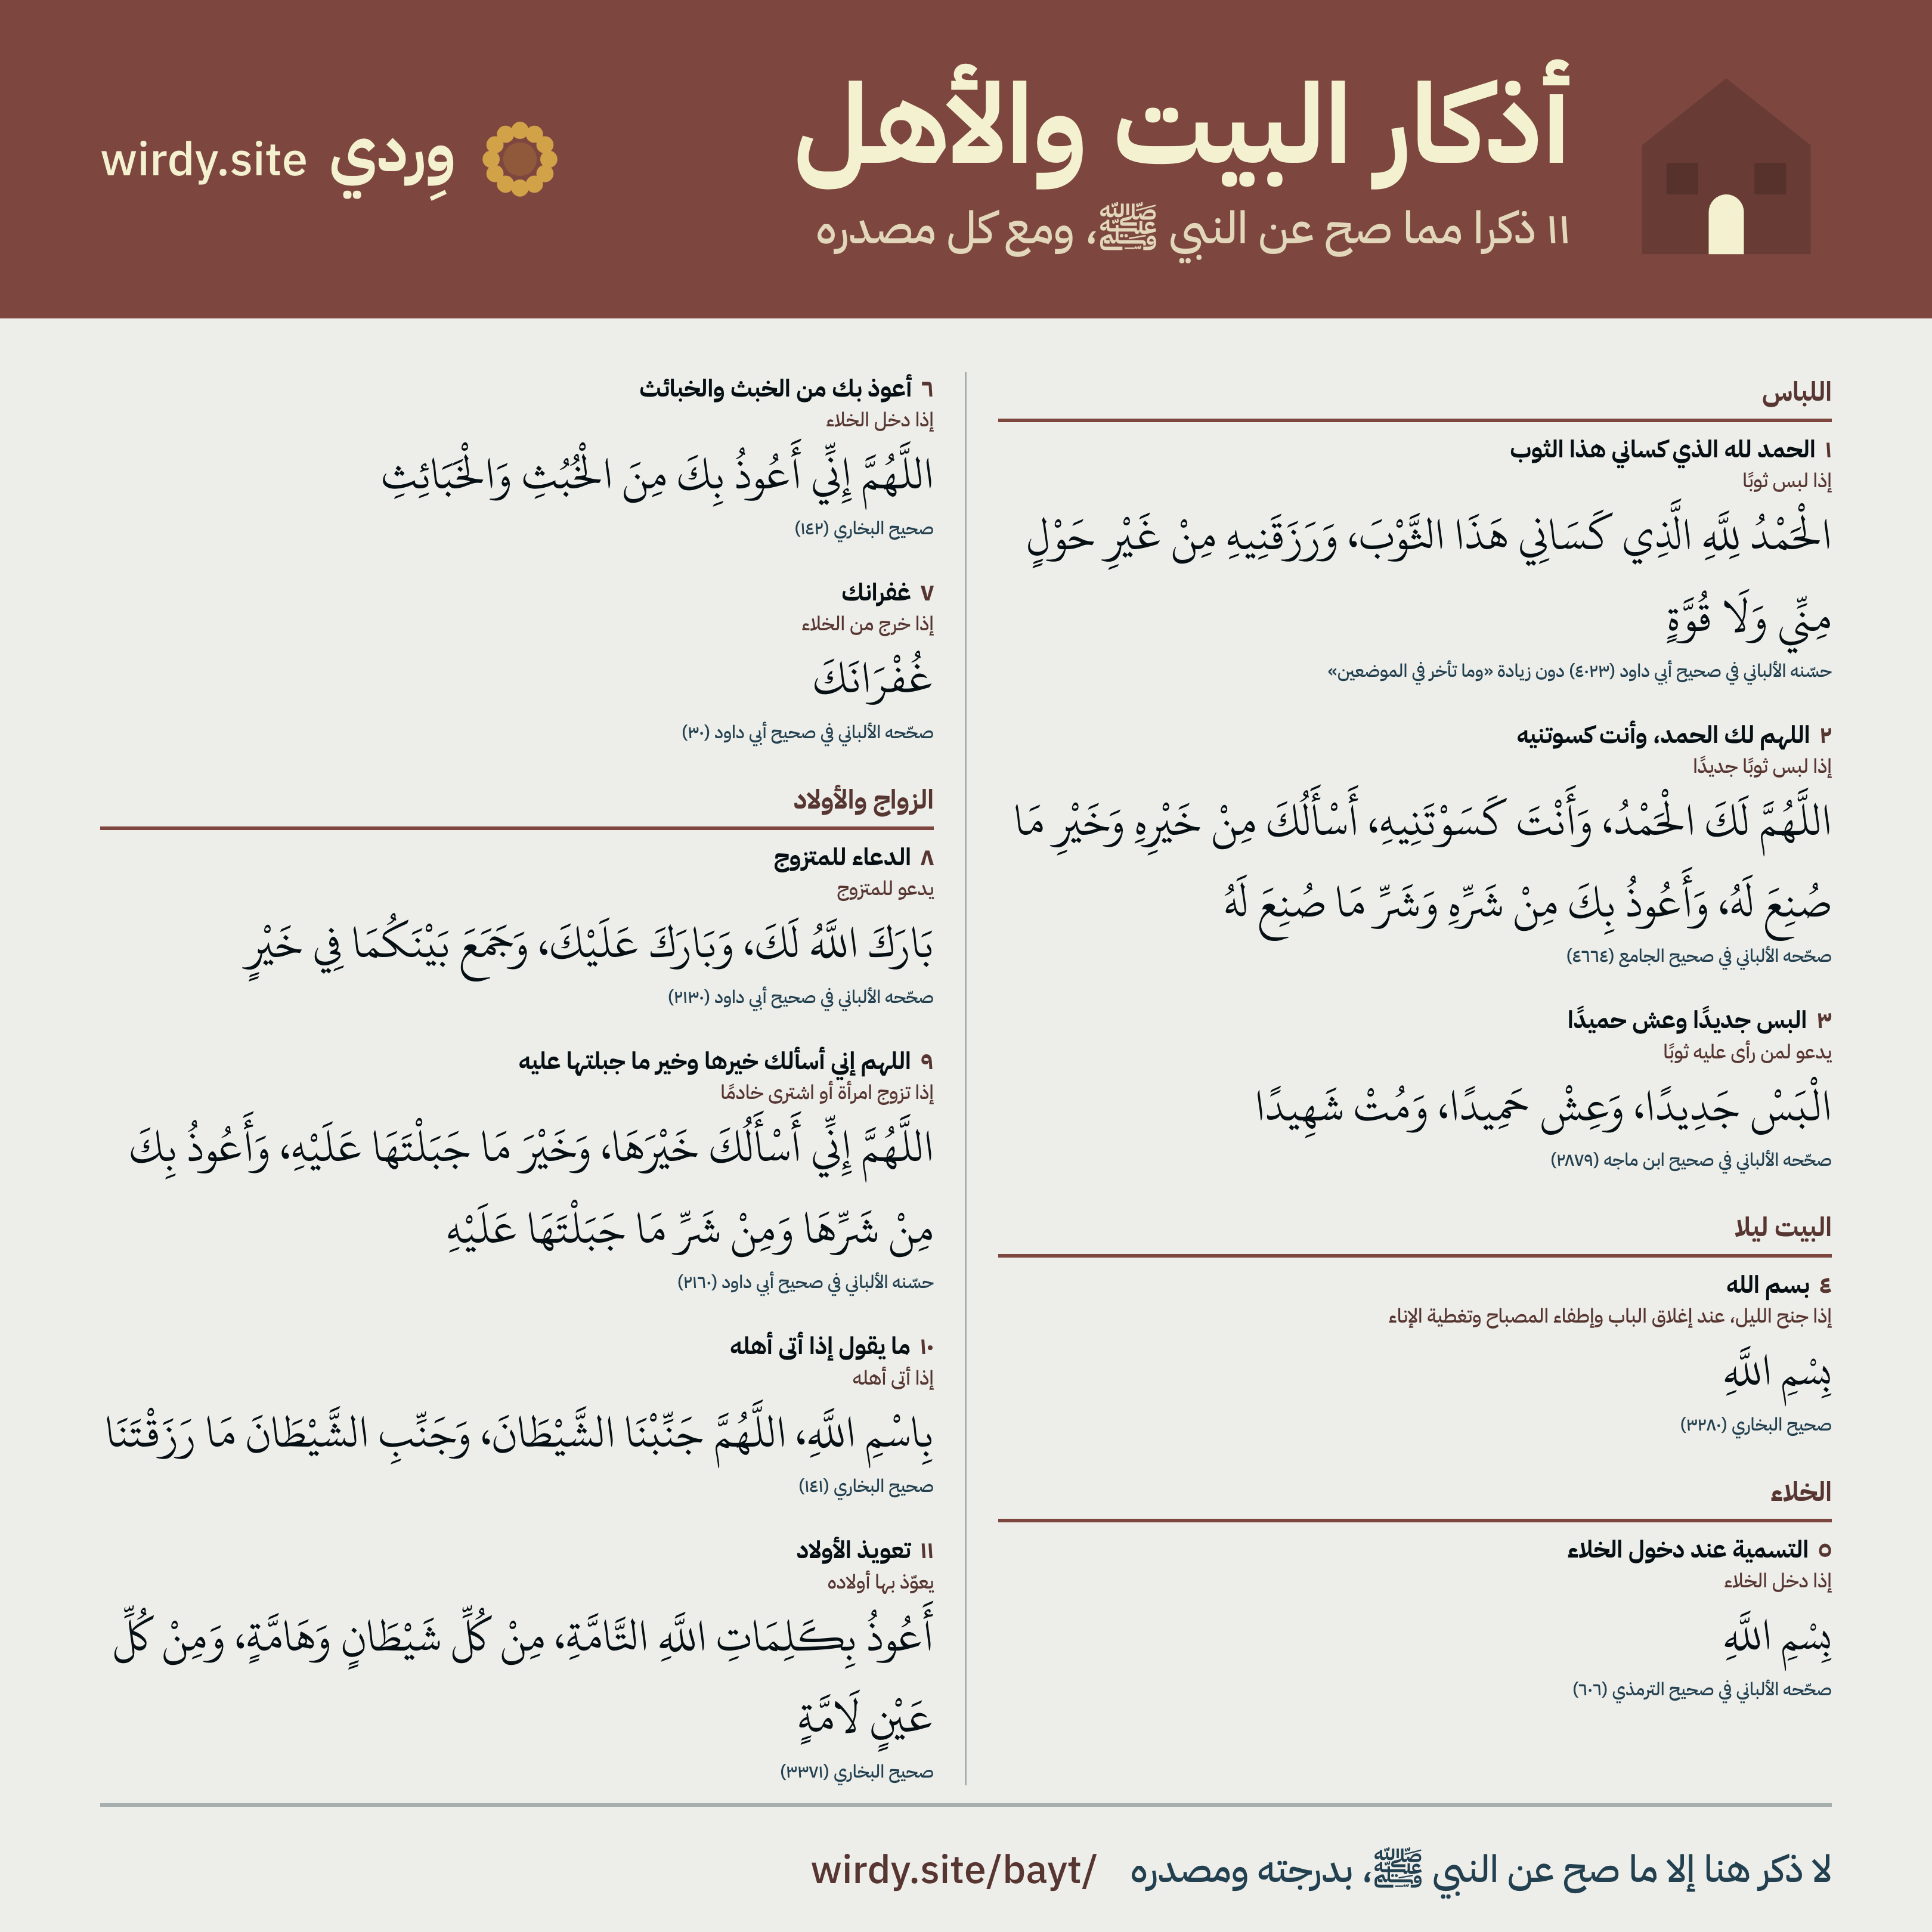 أذكار البيت والأهل
١١ ذكرا مما صح عن النبي ﷺ، ومع كل مصدره
وِردي wirdy.site
اللباس
١ الحمد لله الذي كساني هذا الثوب
إذا لبس ثوبًا
الْحَمْدُ لِلَّهِ الَّذِي كَسَانِي هَذَا الثَّوْبَ، وَرَزَقَنِيهِ مِنْ غَيْرِ حَوْلٍ
مِنِّي وَلَا قُوَّةٍ
حسّنه الألباني في صحيح أبي داود (٤٠٢٣) دون زيادة «وما تأخر في الموضعين»
٢ اللهم لك الحمد، وأنت كسوتنيه
إذا لبس ثوبًا جديدًا
اللَّهُمَّ لَكَ الْحَمْدُ، وَأَنْتَ كَسَوْتَنِيهِ، أَسْأَلُكَ مِنْ خَيْرِهِ وَخَيْرِ مَا
صُنِعَ لَهُ، وَأَعُوذُ بِكَ مِنْ شَرِّهِ وَشَرِّ مَا صُنِعَ لَهُ
صحّحه الألباني في صحيح الجامع (٤٦٦٤)
٣ البس جديدًا وعش حميدًا
يدعو لمن رأى عليه ثوبًا
الْبَسْ جَدِيدًا، وَعِشْ حَمِيدًا، وَمُتْ شَهِيدًا
صحّحه الألباني في صحيح ابن ماجه (٢٨٧٩)
البيت ليلا
٤ بسم الله
إذا جنح الليل، عند إغلاق الباب وإطفاء المصباح وتغطية الإناء
بِسْمِ اللَّهِ
صحيح البخاري (٣٢٨٠)
الخلاء
٥ التسمية عند دخول الخلاء
إذا دخل الخلاء
بِسْمِ اللَّهِ
صحّحه الألباني في صحيح الترمذي (٦٠٦)
٦ أعوذ بك من الخبث والخبائث
إذا دخل الخلاء
اللَّهُمَّ إِنِّي أَعُوذُ بِكَ مِنَ الْخُبُثِ وَالْخَبَائِثِ
صحيح البخاري (١٤٢)
٧ غفرانك
إذا خرج من الخلاء
غُفْرَانَكَ
صحّحه الألباني في صحيح أبي داود (٣٠)
الزواج والأولاد
٨ الدعاء للمتزوج
يدعو للمتزوج
بَارَكَ اللَّهُ لَكَ، وَبَارَكَ عَلَيْكَ، وَجَمَعَ بَيْنَكُمَا فِي خَيْرٍ
صحّحه الألباني في صحيح أبي داود (٢١٣٠)
٩ اللهم إني أسألك خيرها وخير ما جبلتها عليه
إذا تزوج امرأة أو اشترى خادمًا
اللَّهُمَّ إِنِّي أَسْأَلُكَ خَيْرَهَا، وَخَيْرَ مَا جَبَلْتَهَا عَلَيْهِ، وَأَعُوذُ بِكَ
مِنْ شَرِّهَا وَمِنْ شَرِّ مَا جَبَلْتَهَا عَلَيْهِ
حسّنه الألباني في صحيح أبي داود (٢١٦٠)
١٠ ما يقول إذا أتى أهله
إذا أتى أهله
بِاسْمِ اللَّهِ، اللَّهُمَّ جَنِّبْنَا الشَّيْطَانَ، وَجَنِّبِ الشَّيْطَانَ مَا رَزَقْتَنَا
صحيح البخاري (١٤١)
١١ تعويذ الأولاد
يعوّذ بها أولاده
أَعُوذُ بِكَلِمَاتِ اللَّهِ التَّامَّةِ، مِنْ كُلِّ شَيْطَانٍ وَهَامَّةٍ، وَمِنْ كُلِّ
عَيْنٍ لَامَّةٍ
صحيح البخاري (٣٣٧١)
لا ذكر هنا إلا ما صح عن النبي ﷺ، بدرجته ومصدره wirdy.site/bayt/